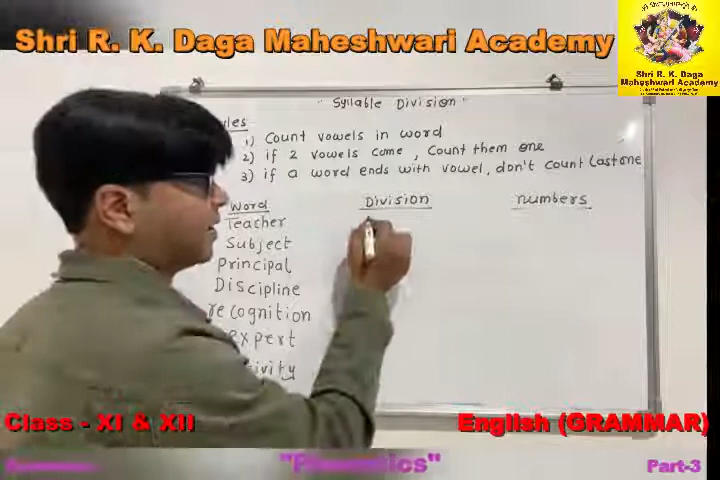 Shri R. K. Daga Maheshwari Academy
Shri R. K. Daga
Maheshwari Academy
"Syllable Division"
1) Count vowels in word
2) if 2 vowels come, Count them one
3) if a word ends with vowel, don't count last one
Word Division numbers
Teacher
Subject
Principal
Discipline
recognition
expert
Class - XI & XII
English (GRAMMAR)
"Phonetics"
Part-3